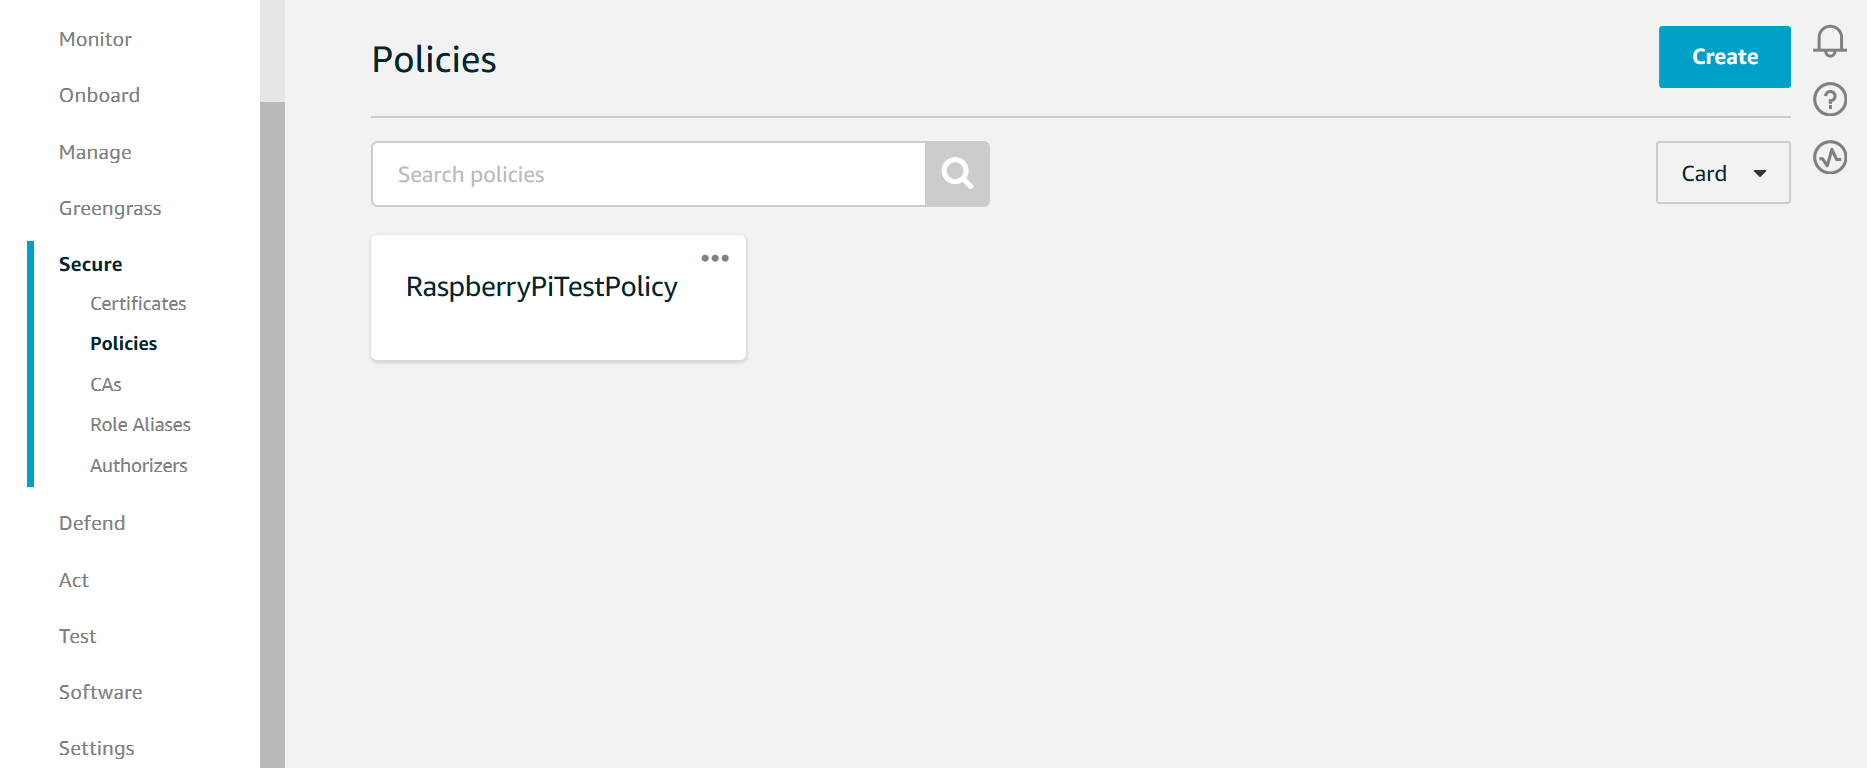 Monitor
Onboard
Manage
Greengrass
Secure
Certificates
Policies
CAs
Role Aliases
Authorizers
Defend
Act
Test
Software
Settings
Policies
Create
Search policies
Card
RaspberryPiTestPolicy